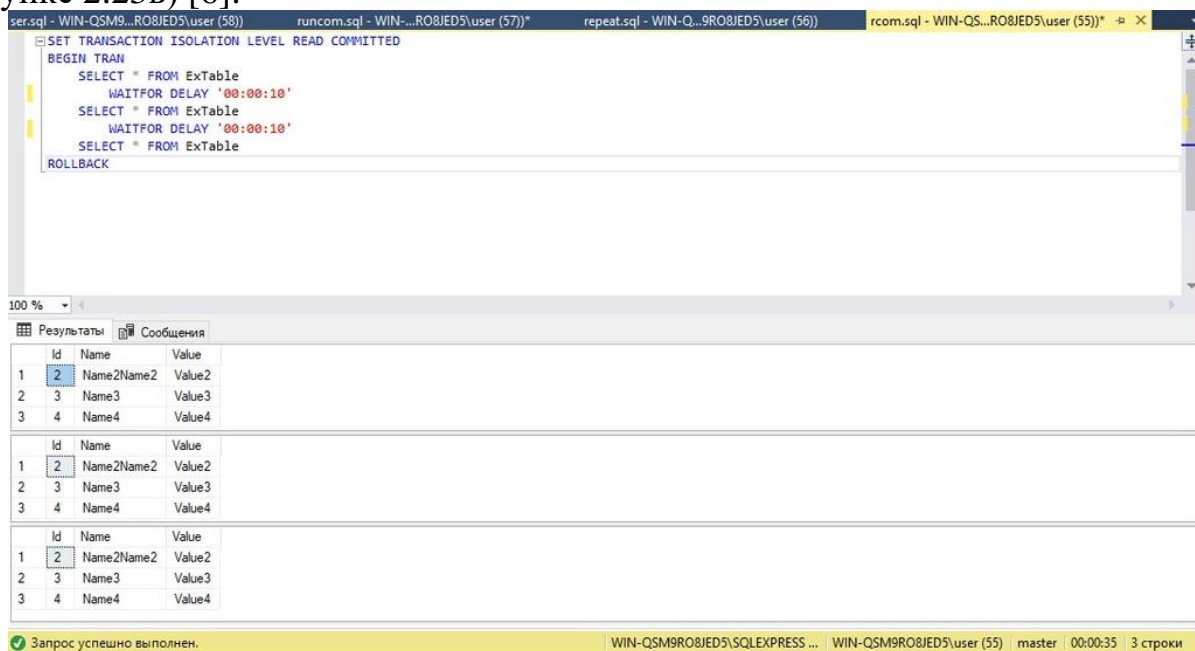 унке 2.23в) [6].
ser.sql - WIN-QSM9...RO8JED5\user (58)) runcom.sql - WIN-...RO8JED5\user (57))* repeat.sql - WIN-Q...9RO8JED5\user (56)) rcom.sql - WIN-QS...RO8JED5\user (55))*
SET TRANSACTION ISOLATION LEVEL READ COMMITTED
BEGIN TRAN
SELECT * FROM ExTable
WAITFOR DELAY '00:00:10'
SELECT * FROM ExTable
WAITFOR DELAY '00:00:10'
SELECT * FROM ExTable
ROLLBACK
100 %
Результаты Сообщения
Id Name Value
1 2 Name2Name2 Value2
2 3 Name3 Value3
3 4 Name4 Value4
Id Name Value
1 2 Name2Name2 Value2
2 3 Name3 Value3
3 4 Name4 Value4
Id Name Value
1 2 Name2Name2 Value2
2 3 Name3 Value3
3 4 Name4 Value4
Запрос успешно выполнен. WIN-QSM9RO8JED5\SQLEXPRESS ... WIN-QSM9RO8JED5\user (55) master 00:00:35 3 строки